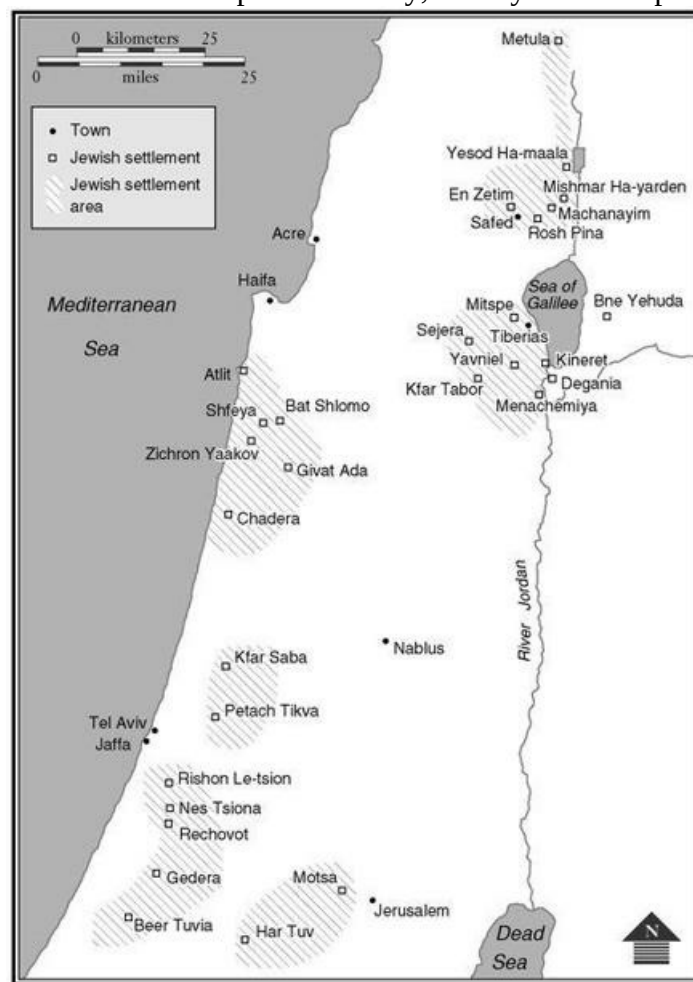 0 kilometers 25
0 miles 25
Town
Jewish settlement
Jewish settlement
area
Metula
Yesod Ha-maala
Mishmar Ha-yarden
En Zetim
Machanayim
Safed
Rosh Pina
Acre
Haifa
Mediterranean
Sea
Sea of
Galilee
Bne Yehuda
Mitspe
Tiberias
Sejera
Yavniel
Kineret
Kfar Tabor
Degania
Menachemiya
Atlit
Bat Shlomo
Shfeya
Zichron Yaakov
Givat Ada
Chadera
River Jordan
Nablus
Kfar Saba
Petach Tikva
Tel Aviv
Jaffa
Rishon Le-tsion
Nes Tsiona
Rechovot
Gedera
Motsa
Jerusalem
Beer Tuvia
Har Tuv
Dead
Sea
N